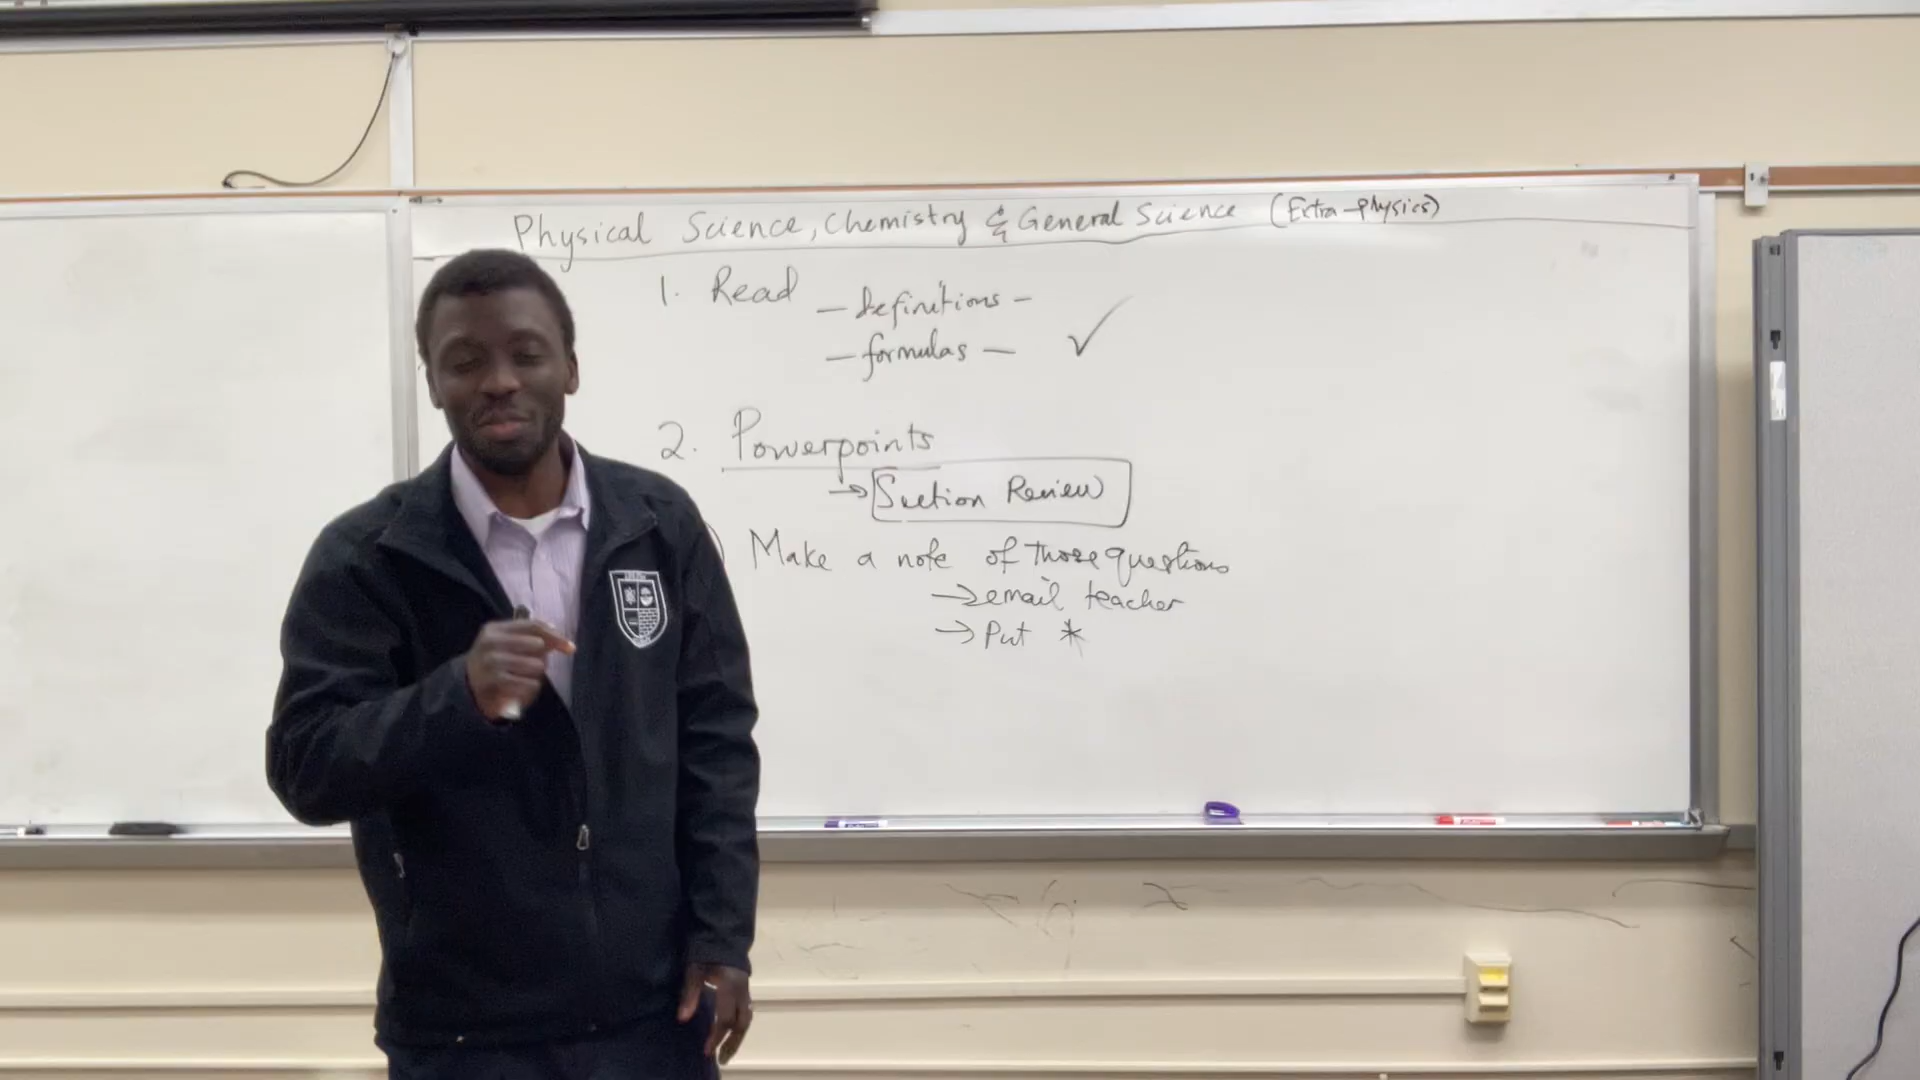 Physical Science, Chemistry & General Science (Extra-physics)
1. Read
– definitions –
– formulas – ✓
2. Powerpoints
→ Section Review
Make a note of those questions
→ email teacher
→ Put *